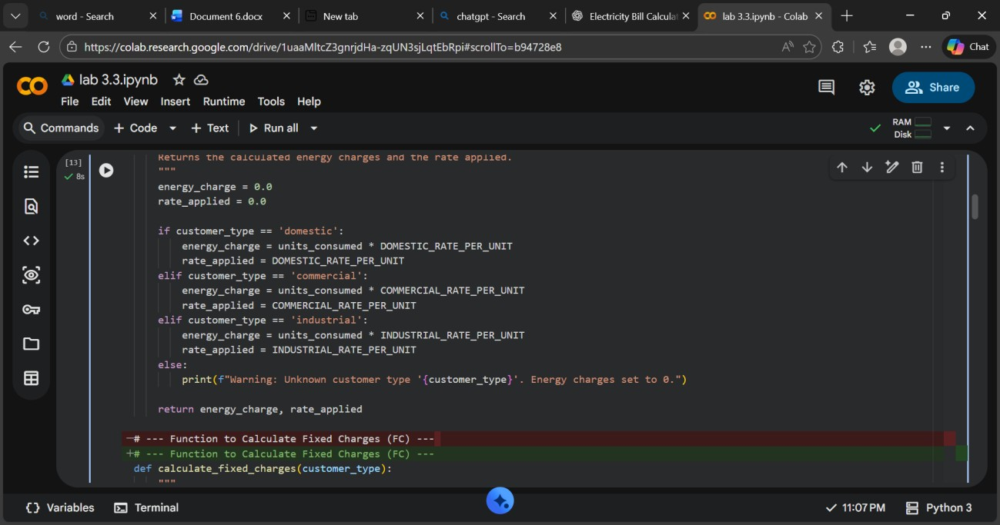 word - Search
Document 6.docx
New tab
chatgpt - Search
Electricity Bill Calculat
lab 3.3.ipynb - Colab
https://colab.research.google.com/drive/1uaaMltcZ3gnrjdHa-zqUN3sjLqtEbRpi#scrollTo=b94728e8
Chat
lab 3.3.ipynb
Share
File Edit View Insert Runtime Tools Help
Commands + Code + Text Run all
RAM
Disk
[13]
8s
Returns the calculated energy charges and the rate applied.
"""
energy_charge = 0.0
rate_applied = 0.0
if customer_type == 'domestic':
energy_charge = units_consumed * DOMESTIC_RATE_PER_UNIT
rate_applied = DOMESTIC_RATE_PER_UNIT
elif customer_type == 'commercial':
energy_charge = units_consumed * COMMERCIAL_RATE_PER_UNIT
rate_applied = COMMERCIAL_RATE_PER_UNIT
elif customer_type == 'industrial':
energy_charge = units_consumed * INDUSTRIAL_RATE_PER_UNIT
rate_applied = INDUSTRIAL_RATE_PER_UNIT
else:
print(f"Warning: Unknown customer type '{customer_type}'. Energy charges set to 0.")
return energy_charge, rate_applied
—# --- Function to Calculate Fixed Charges (FC) ---
+# --- Function to Calculate Fixed Charges (FC) ---
def calculate_fixed_charges(customer_type):
"""
Variables Terminal
11:07 PM Python 3